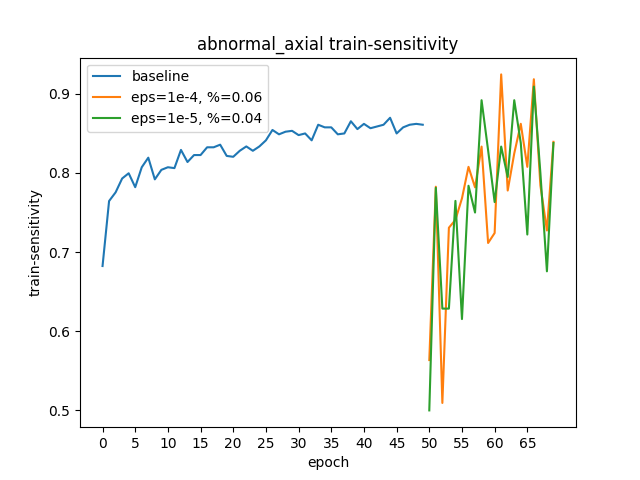 abnormal_axial train-sensitivity
baseline
eps=1e-4, %=0.06
eps=1e-5, %=0.04
0.9
0.8
0.7
0.6
0.5
train-sensitivity
0 5 10 15 20 25 30 35 40 45 50 55 60 65
epoch